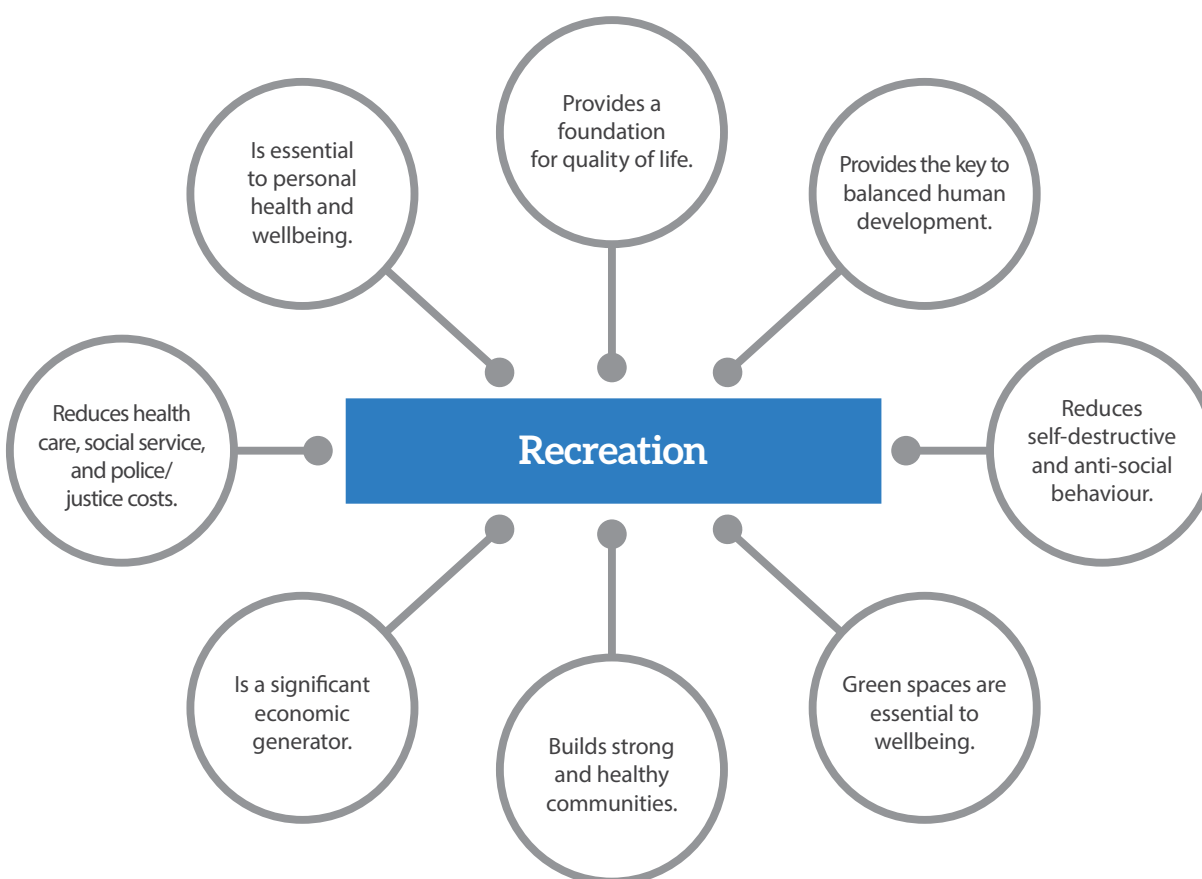 Provides a
foundation
for quality of life.
Provides the key to
balanced human
development.
Reduces
self-destructive
and anti-social
behaviour.
Green spaces are
essential to
wellbeing.
Builds strong
and healthy
communities.
Is a significant
economic
generator.
Reduces health
care, social service,
and police/
justice costs.
Is essential
to personal
health and
wellbeing.
Recreation